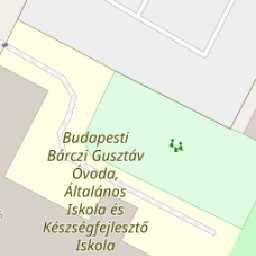 Budapesti
Bárczi Gusztáv
Óvoda,
Általános
Iskola és
Készségfejlesztő
Iskola